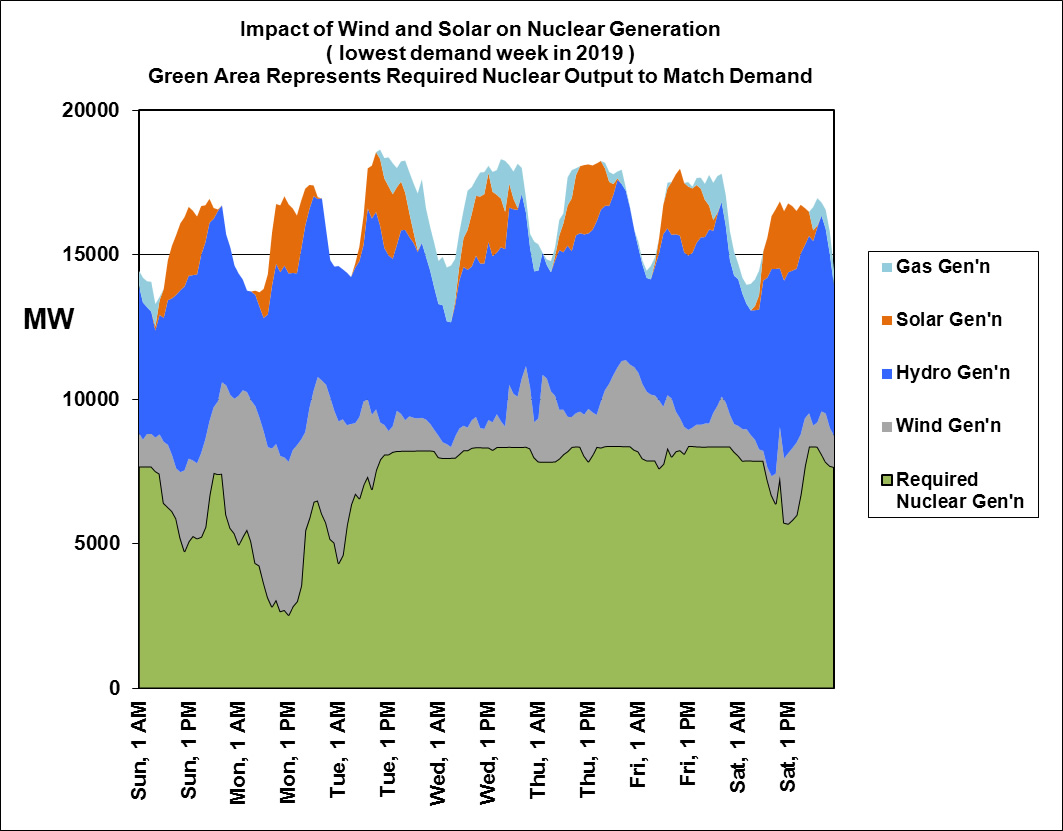 Impact of Wind and Solar on Nuclear Generation
( lowest demand week in 2019 )
Green Area Represents Required Nuclear Output to Match Demand
20000
15000
MW
10000
5000
0
Gas Gen'n
Solar Gen'n
Hydro Gen'n
Wind Gen'n
Required
Nuclear Gen'n
Sun, 1 AM
Sun, 1 PM
Mon, 1 AM
Mon, 1 PM
Tue, 1 AM
Tue, 1 PM
Wed, 1 AM
Wed, 1 PM
Thu, 1 AM
Thu, 1 PM
Fri, 1 AM
Fri, 1 PM
Sat, 1 AM
Sat, 1 PM